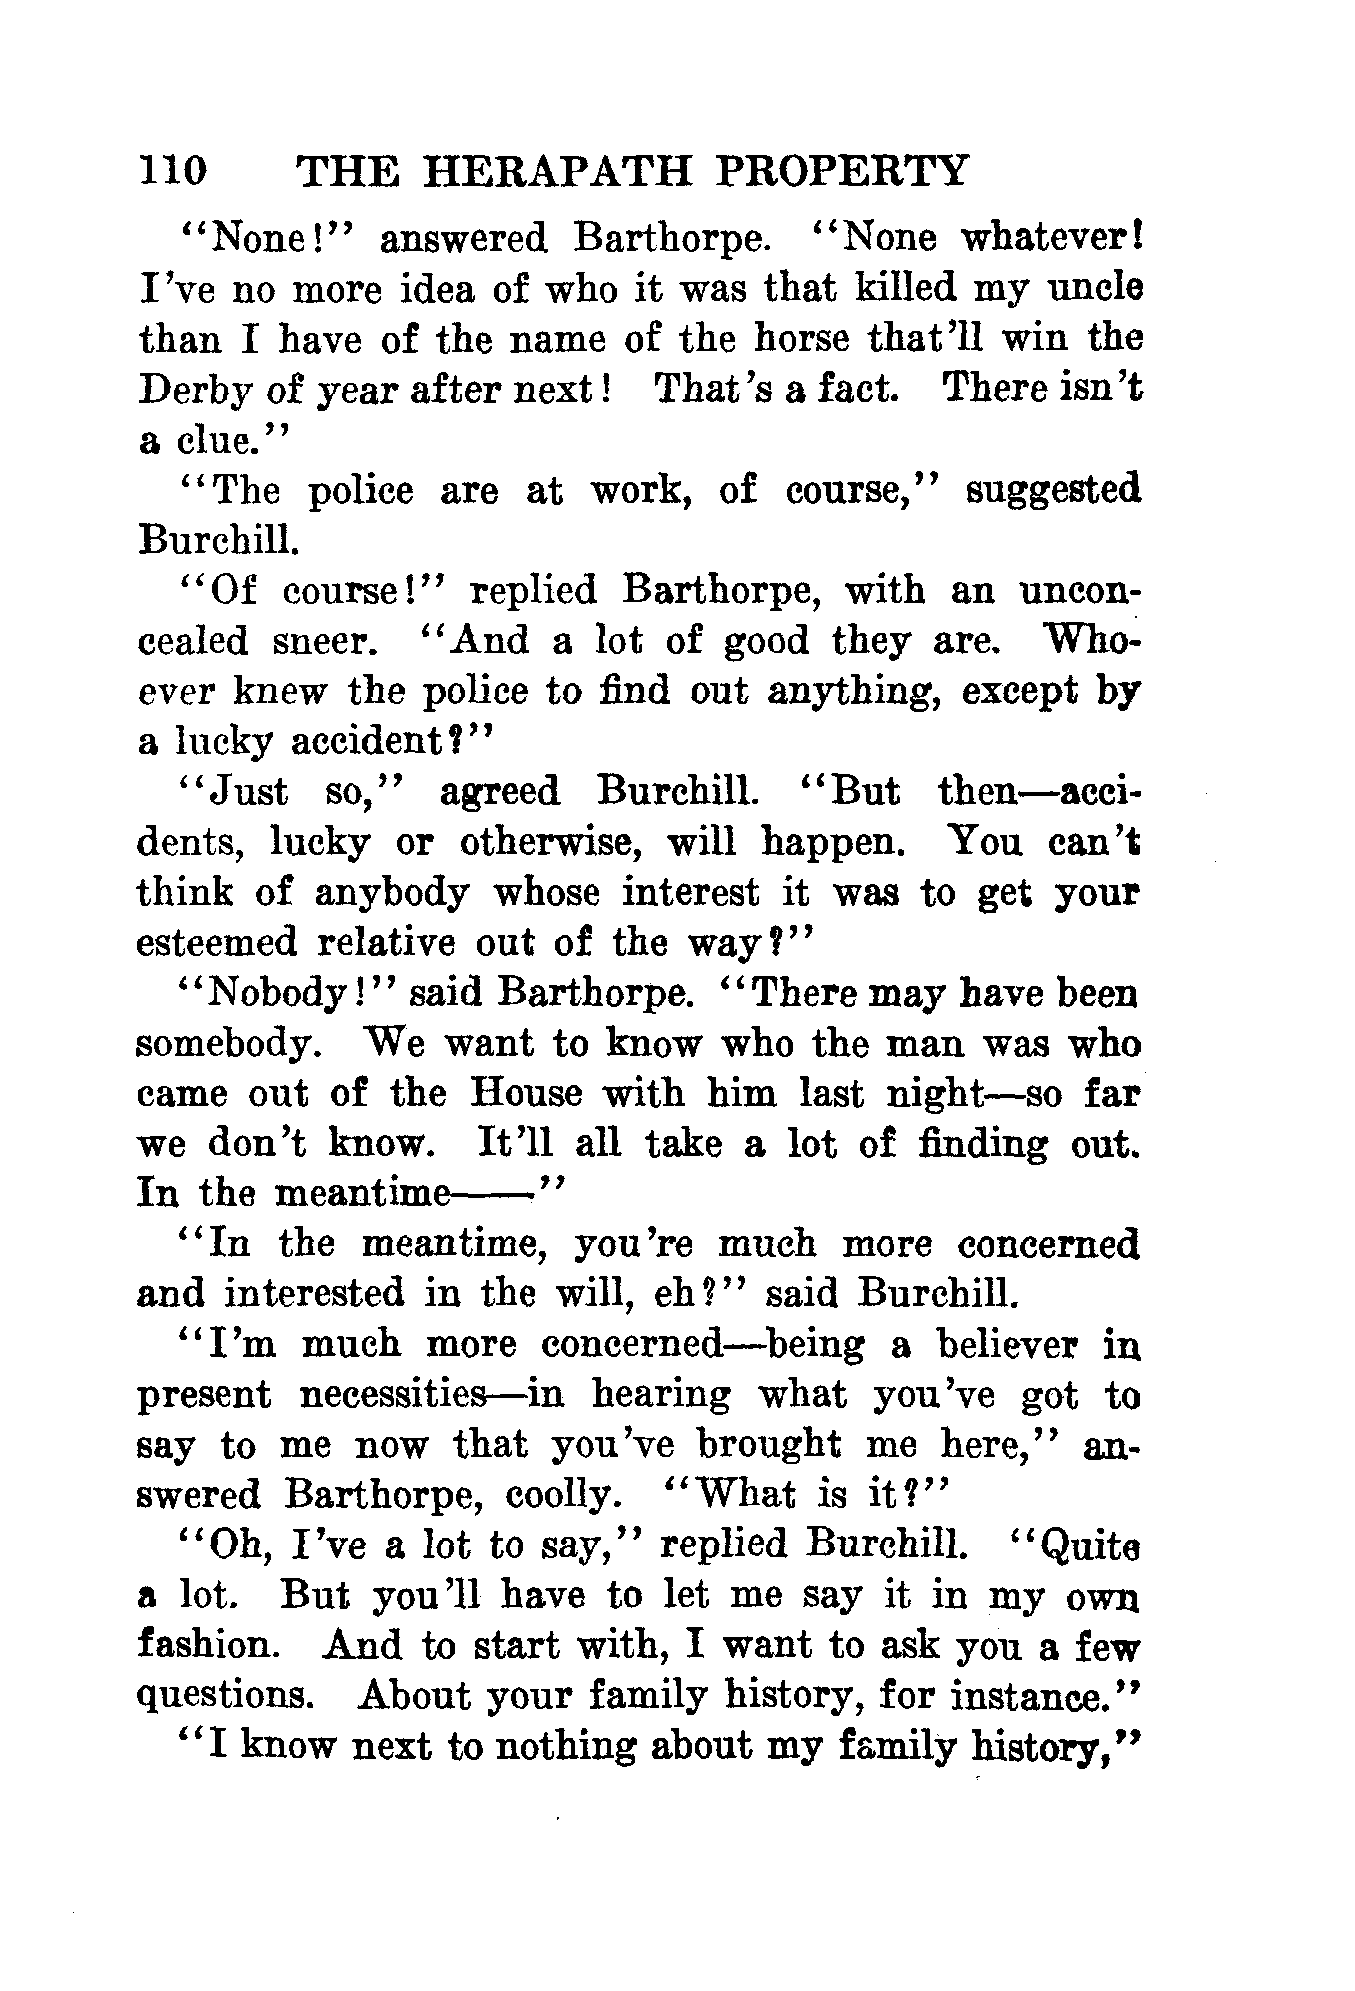 110 THE HERAPATH PROPERTY
"None!" answered Barthorpe. "None whatever!
I've no more idea of who it was that killed my uncle
than I have of the name of the horse that'll win the
Derby of year after next! That's a fact. There isn't
a clue."
"The police are at work, of course," suggested
Burchill.
"Of course!" replied Barthorpe, with an uncon-
cealed sneer. "And a lot of good they are. Who-
ever knew the police to find out anything, except by
a lucky accident?"
"Just so," agreed Burchill. "But then—acci-
dents, lucky or otherwise, will happen. You can't
think of anybody whose interest it was to get your
esteemed relative out of the way?"
"Nobody!" said Barthorpe. "There may have been
somebody. We want to know who the man was who
came out of the House with him last night—so far
we don't know. It'll all take a lot of finding out.
In the meantime——"
"In the meantime, you're much more concerned
and interested in the will, eh?" said Burchill.
"I'm much more concerned—being a believer in
present necessities—in hearing what you've got to
say to me now that you've brought me here," an-
swered Barthorpe, coolly. "What is it?"
"Oh, I've a lot to say," replied Burchill. "Quite
a lot. But you'll have to let me say it in my own
fashion. And to start with, I want to ask you a few
questions. About your family history, for instance."
"I know next to nothing about my family history,"